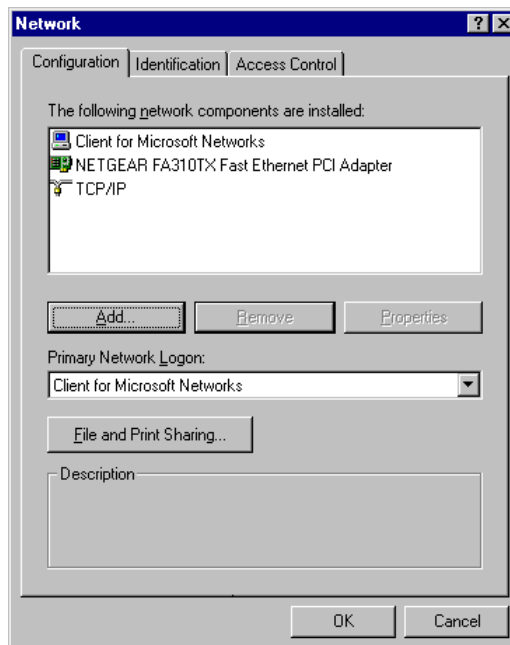 Network
Configuration Identification Access Control
The following network components are installed:
Client for Microsoft Networks
NETGEAR FA310TX Fast Ethernet PCI Adapter
TCP/IP
Add... Remove Properties
Primary Network Logon:
Client for Microsoft Networks
File and Print Sharing...
Description
OK Cancel